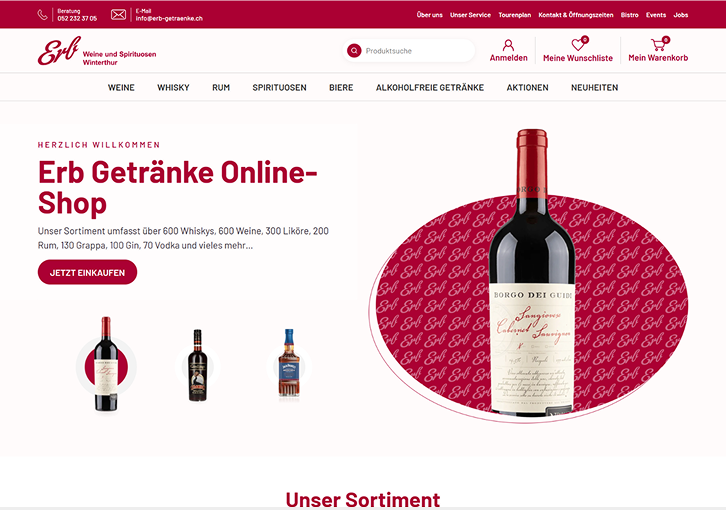 Beratung
052 232 37 05
E-Mail
info@erb-getraenke.ch
Über uns Unser Service Tourenplan Kontakt & Öffnungszeiten Bistro Events Jobs
Erb
Weine und Spirituosen
Winterthur
Produktsuche
0
0
Anmelden Meine Wunschliste Mein Warenkorb
WEINE WHISKY RUM SPIRITUOSEN BIERE ALKOHOLFREIE GETRÄNKE AKTIONEN NEUHEITEN
HERZLICH WILLKOMMEN
Erb Getränke Online-
Shop
Unser Sortiment umfasst über 600 Whiskys, 600 Weine, 300 Liköre, 200
Rum, 130 Grappa, 100 Gin, 70 Vodka und vieles mehr...
JETZT EINKAUFEN
BORGO DEI GUIDI
Sangiovese
Cabernet Sauvignon
Unser Sortiment